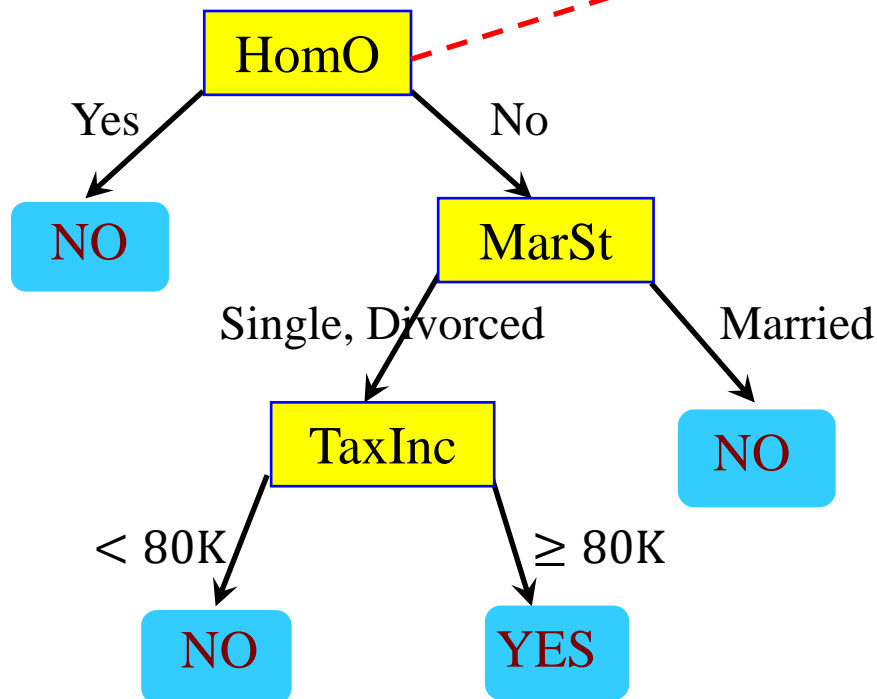 HomO
Yes
No
NO
MarSt
Single, Divorced
Married
TaxInc
NO
< 80K
≥ 80K
NO
YES